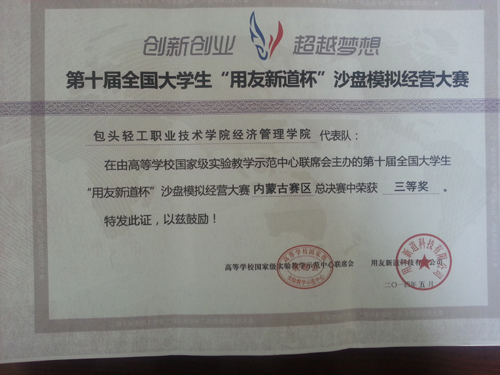 创新创业 超越梦想
第十届全国大学生“用友新道杯”沙盘模拟经营大赛
包头轻工职业技术学院经济管理学院 代表队：
在由高等学校国家级实验教学示范中心联席会主办的第十届全国大学生
“用友新道杯”沙盘模拟经营大赛 内蒙古赛区 总决赛中荣获 三等奖 。
特发此证，以兹鼓励！
高等学校国家级实验教学示范中心联席会 用友新道科技有限公司
五月